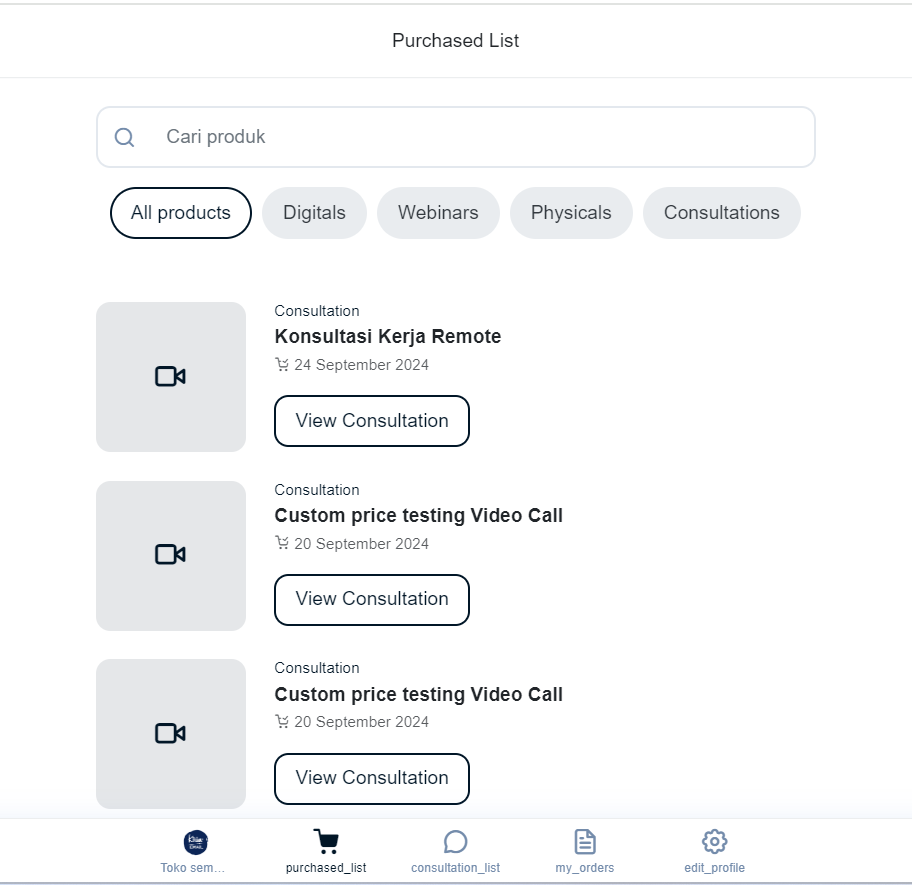 Purchased List
Cari produk
All products
Digitals
Webinars
Physicals
Consultations
Consultation
Konsultasi Kerja Remote
24 September 2024
View Consultation
Consultation
Custom price testing Video Call
20 September 2024
View Consultation
Consultation
Custom price testing Video Call
20 September 2024
View Consultation
Toko sem...
purchased_list
consultation_list
my_orders
edit_profile